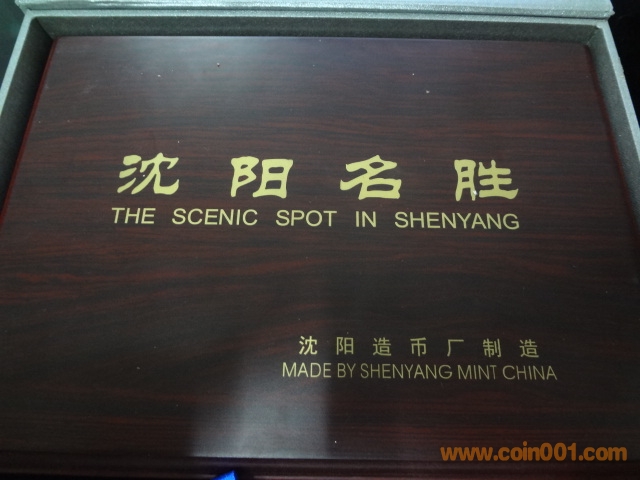 沈阳名胜
THE SCENIC SPOT IN SHENYANG
沈阳造币厂制造
MADE BY SHENYANG MINT CHINA
www.coin001.com